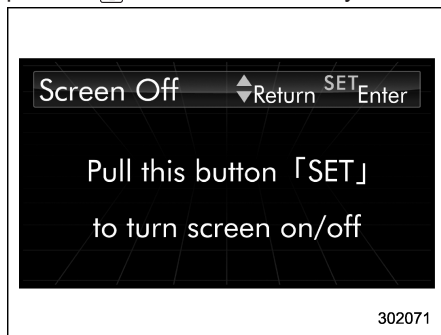 Screen Off Return SET Enter
Pull this button「SET」
to turn screen on/off
302071